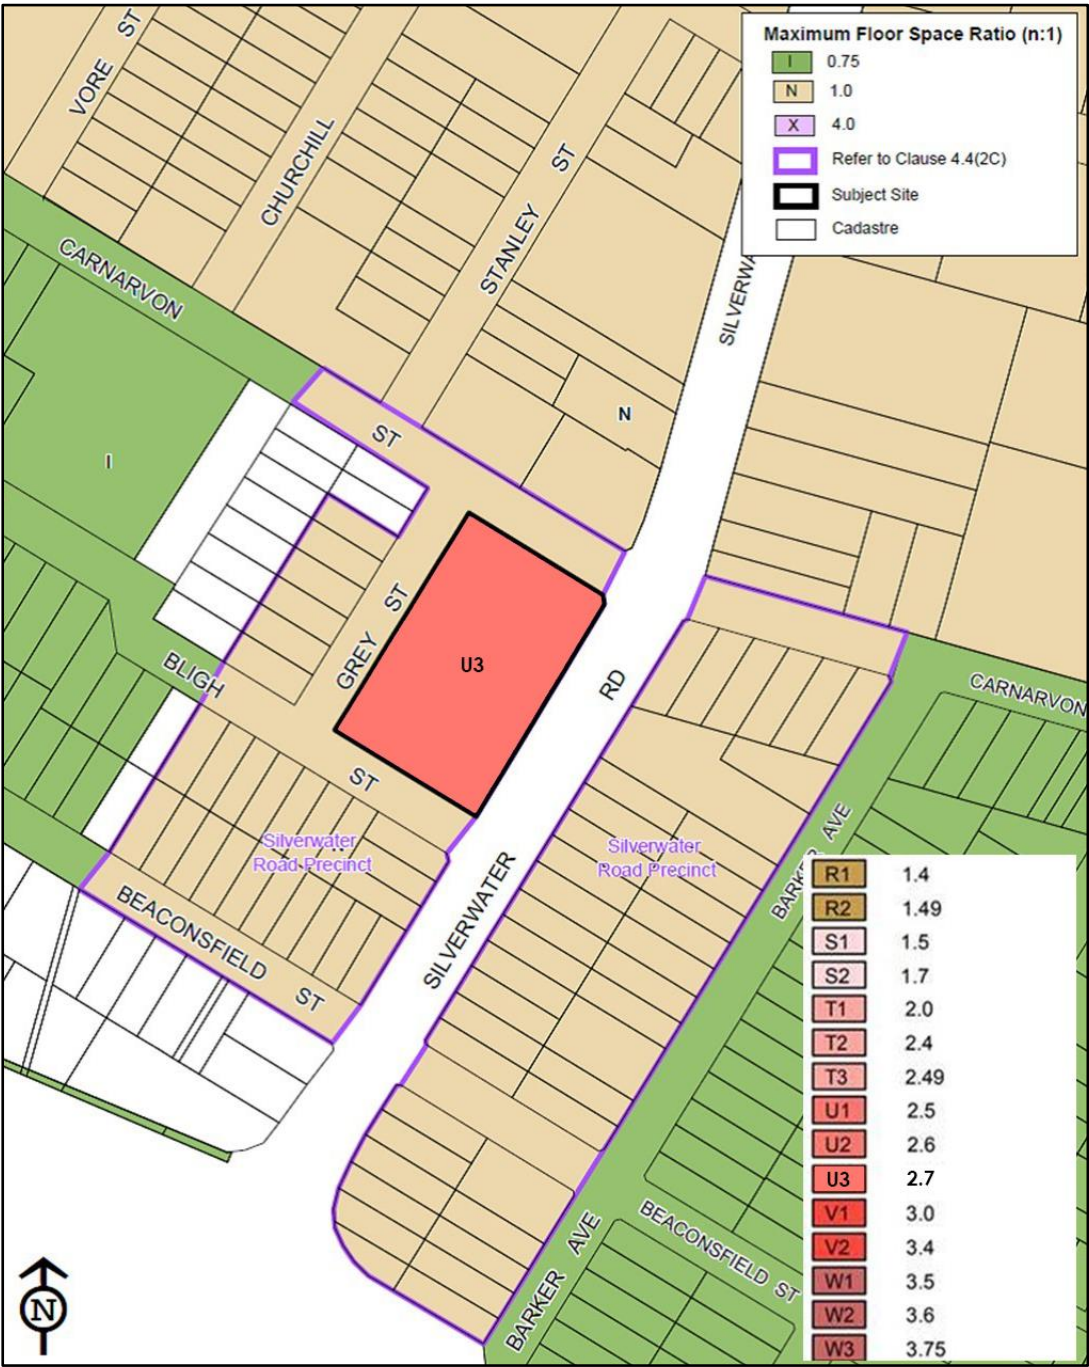 Maximum Floor Space Ratio (n:1)
I 0.75
N 1.0
X 4.0
Refer to Clause 4.4(2C)
Subject Site
Cadastre
VORE ST
CHURCHILL
STANLEY ST
CARNARVON
ST
N
I
GREY ST
U3
BLIGH
ST
RD
CARNARVON
Silverwater
Road Precinct
Silverwater
Road Precinct
BEACONSFIELD ST
SILVERWATER
AVE
BARKER AVE
BEACONSFIELD ST
R1 1.4
R2 1.49
S1 1.5
S2 1.7
T1 2.0
T2 2.4
T3 2.49
U1 2.5
U2 2.6
U3 2.7
V1 3.0
V2 3.4
W1 3.5
W2 3.6
W3 3.75
N